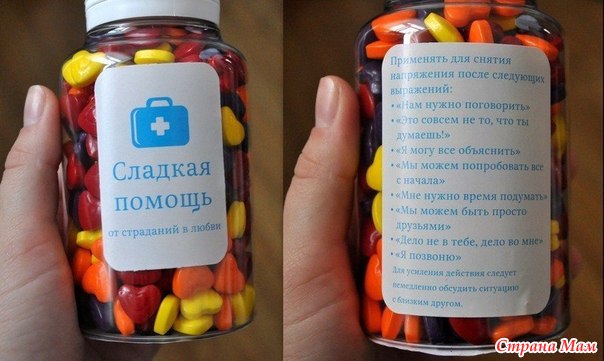 Сладкая
помощь
от страданий в любви
Применять для снятия
напряжения после следующих
выражений:
• «Нам нужно поговорить»
• «Это совсем не то, что ты
думаешь!»
• «Я могу все объяснить»
• «Мы можем попробовать все
с начала»
• «Мне нужно время подумать»
• «Мы можем быть просто
друзьями»
• «Дело не в тебе, дело во мне»
• «Я позвоню»
Для усиления действия следует
немедленно обсудить ситуацию
с близким другом.
Страна Мам